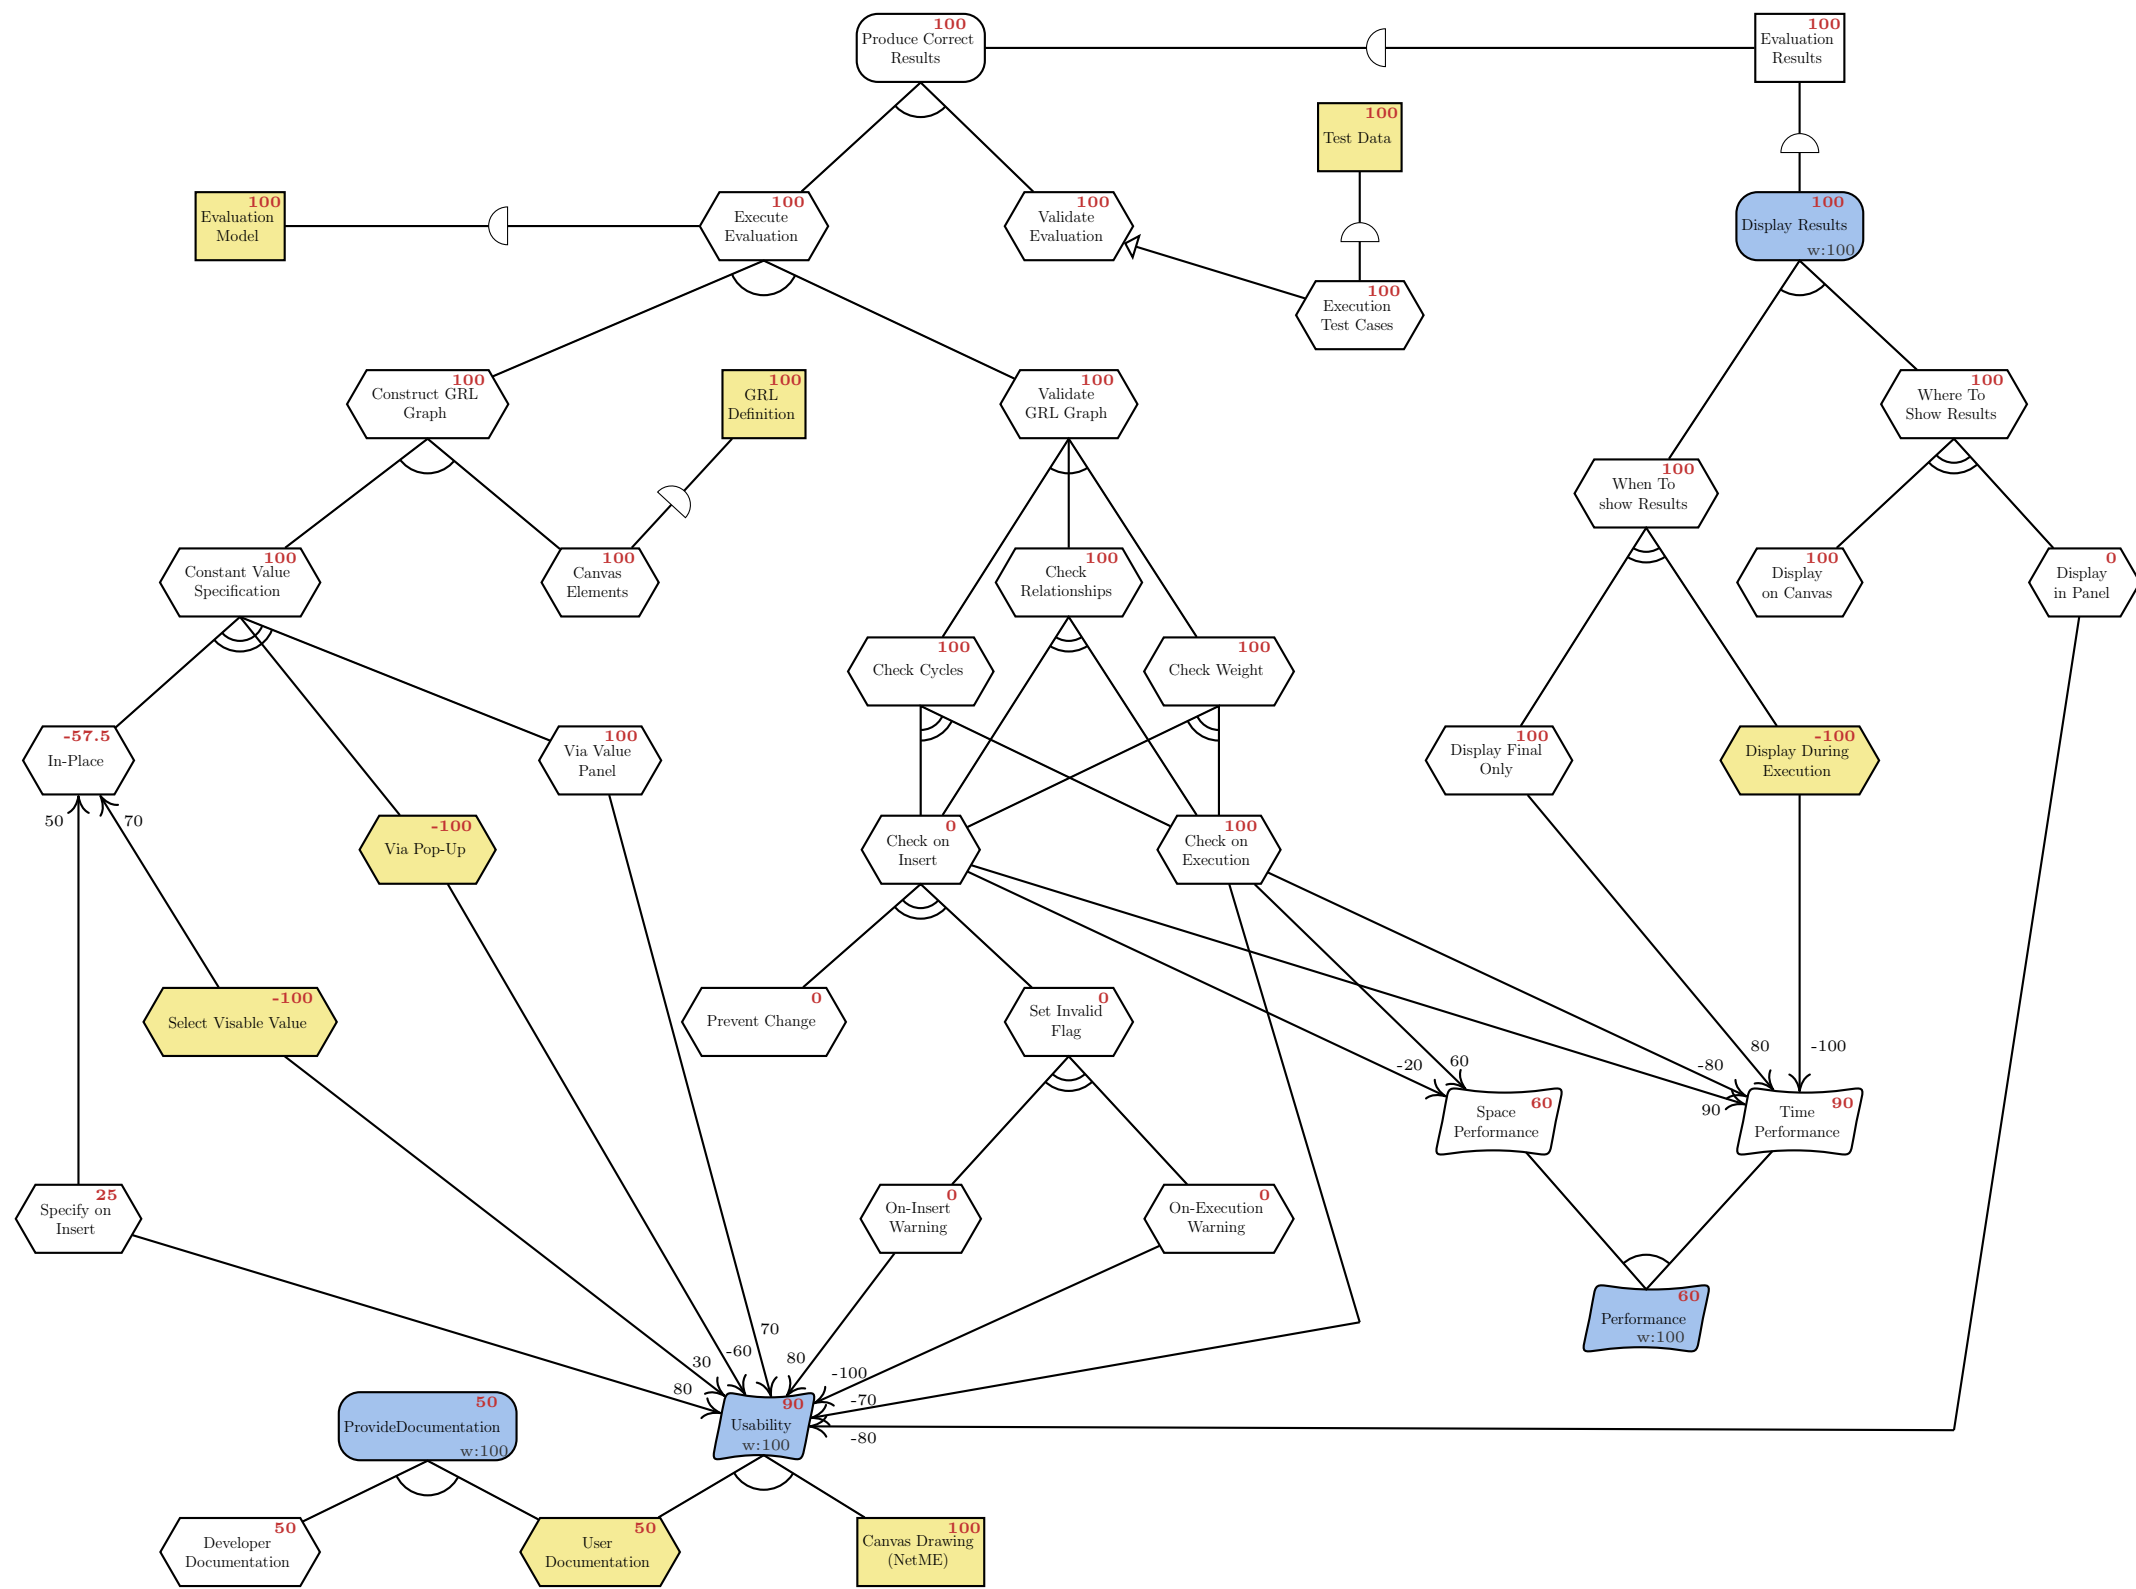 100
Produce Correct
Results
100
Evaluation
Results
100
Test Data
100
Evaluation
Model
100
Execute
Evaluation
100
Validate
Evaluation
100
Display Results
w:100
100
Execution
Test Cases
100
Construct GRL
Graph
100
GRL
Definition
100
Validate
GRL Graph
100
Where To
Show Results
100
When To
show Results
100
Constant Value
Specification
100
Canvas
Elements
100
Check
Relationships
100
Display
on Canvas
0
Display
in Panel
100
Check Cycles
100
Check Weight
-57.5
In-Place
100
Via Value
Panel
100
Display Final
Only
-100
Display During
Execution
50
70
-100
Via Pop-Up
0
Check on
Insert
100
Check on
Execution
-100
Select Visable Value
0
Prevent Change
0
Set Invalid
Flag
-20
60
-80
80
-100
90
60
Space
Performance
90
Time
Performance
25
Specify on
Insert
0
On-Insert
Warning
0
On-Execution
Warning
60
Performance
w:100
80
30
-60
70
80
-100
-70
-80
50
ProvideDocumentation
w:100
90
Usability
w:100
50
Developer
Documentation
50
User
Documentation
100
Canvas Drawing
(NetME)